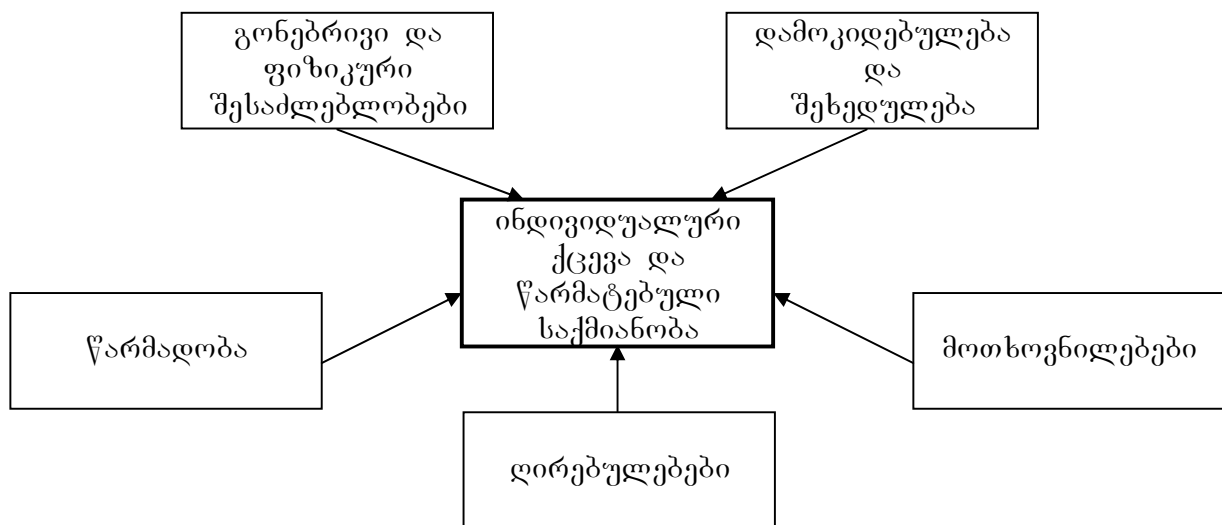 გონებრივი და
ფიზიკური
შესაძლებლობები
დამოკიდებულება
და
შეხედულება
ინდივიდუალური
ქცევა და
წარმატებული
საქმიანობა
წარმადობა
მოთხოვნილებები
ღირებულებები